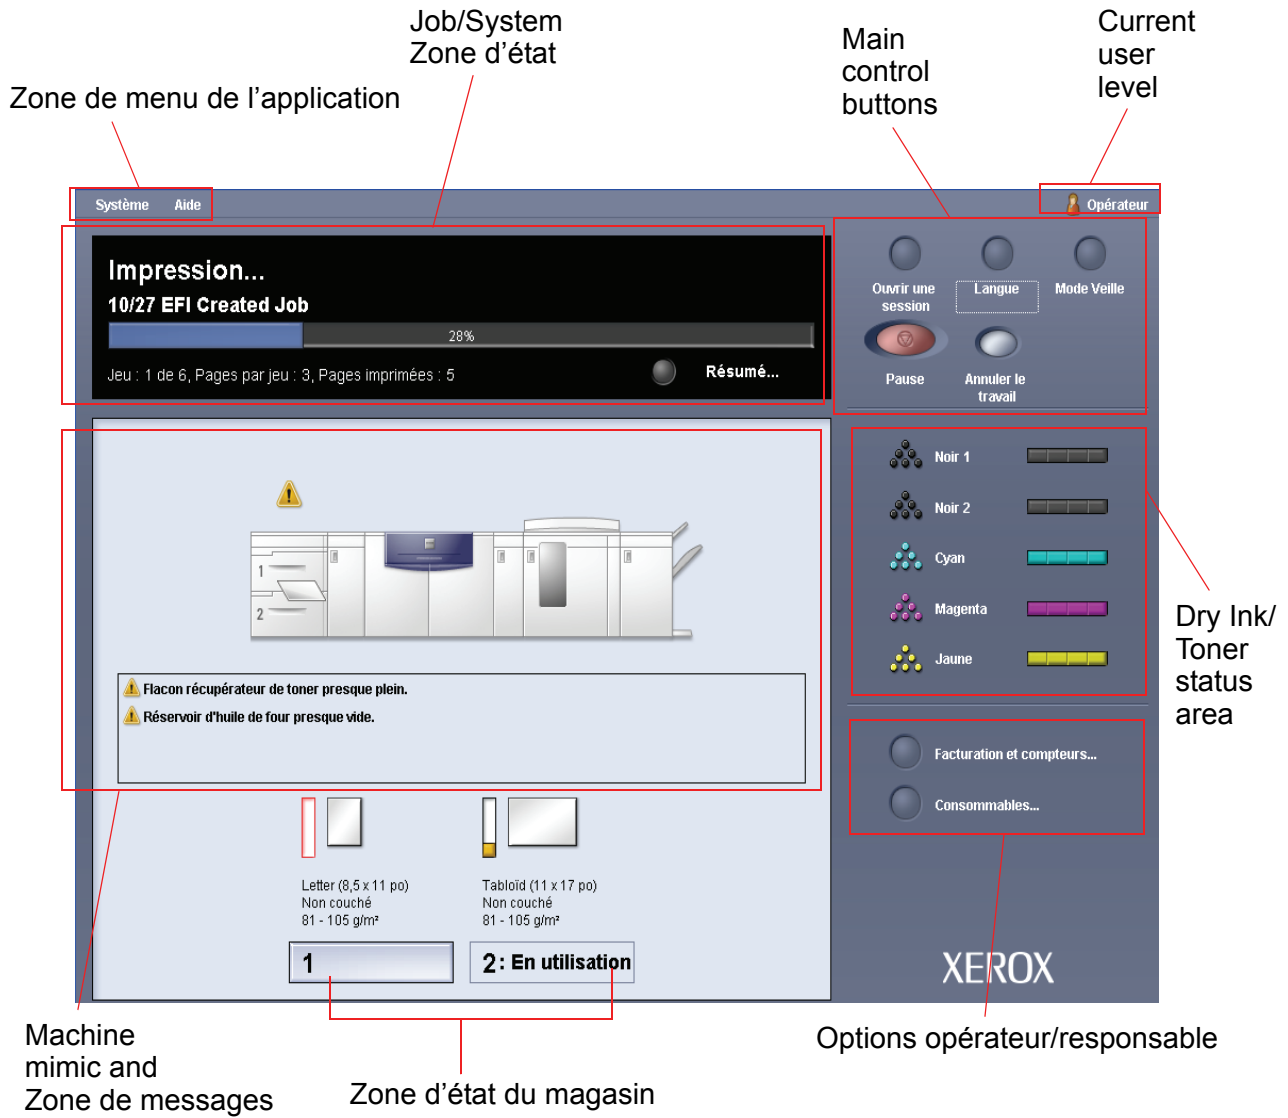 Job/System
Zone d’état
Current
user
level
Main
control
buttons
Zone de menu de l’application
Système Aide
Opérateur
Impression...
10/27 EFI Created Job
28%
Jeu : 1 de 6, Pages par jeu : 3, Pages imprimées : 5
Résumé...
Ouvrir une
session
Langue
Mode Veille
Pause
Annuler le
travail
Noir 1
Noir 2
Cyan
Magenta
Jaune
Dry Ink/
Toner
status
area
1
2
Flacon récupérateur de toner presque plein.
Réservoir d'huile de four presque vide.
Facturation et compteurs...
Consommables...
Letter (8,5 x 11 po)
Non couché
81 - 105 g/m²
Tabloïd (11 x 17 po)
Non couché
81 - 105 g/m²
1
2 : En utilisation
XEROX
Machine
mimic and
Zone de messages
Zone d’état du magasin
Options opérateur/responsable